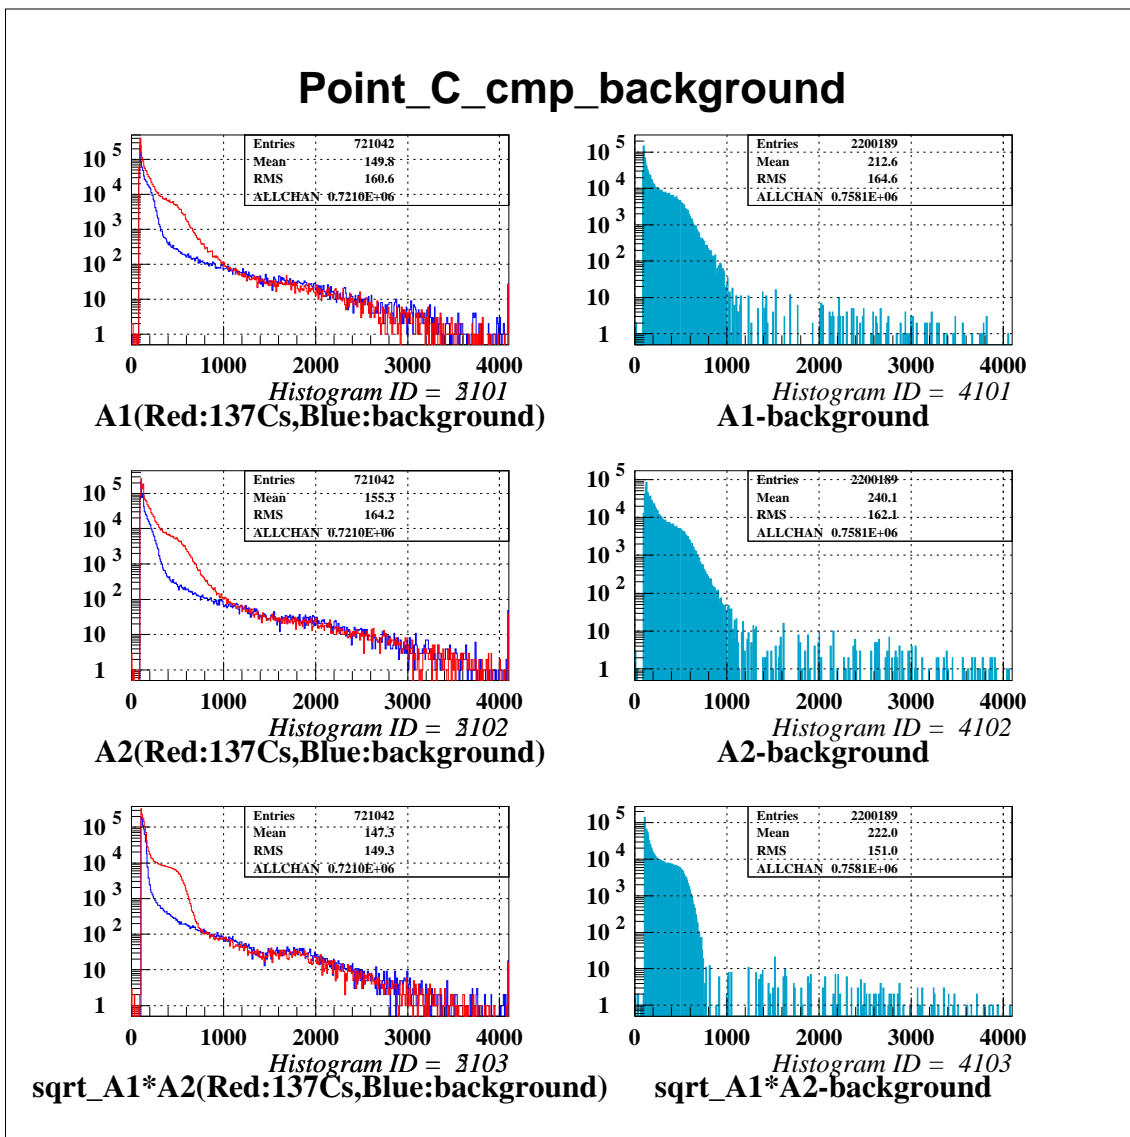 Point_C_cmp_background
Entries 721042
Mean 149.8
RMS 160.6
ALLCHAN 0.7210E+06
10 5
10 4
10 3
10 2
10
1
0 1000 2000 3000 4000
Histogram ID =
A1(Red:137Cs,Blue:background)
Entries 2200189
Mean 212.6
RMS 164.6
ALLCHAN 0.7581E+06
10 5
10 4
10 3
10 2
10
1
0 1000 2000 3000 4000
Histogram ID = 4101
A1-background
Entries 721042
Mean 155.3
RMS 164.2
ALLCHAN 0.7210E+06
10 5
10 4
10 3
10 2
10
1
0 1000 2000 3000 4000
Histogram ID =
A2(Red:137Cs,Blue:background)
Entries 2200189
Mean 240.1
RMS 162.1
ALLCHAN 0.7581E+06
10 5
10 4
10 3
10 2
10
1
0 1000 2000 3000 4000
Histogram ID = 4102
A2-background
Entries 721042
Mean 147.3
RMS 149.3
ALLCHAN 0.7210E+06
10 5
10 4
10 3
10 2
10
1
0 1000 2000 3000 4000
Histogram ID =
sqrt_A1*A2(Red:137Cs,Blue:background)
Entries 2200189
Mean 222.0
RMS 151.0
ALLCHAN 0.7581E+06
10 5
10 4
10 3
10 2
10
1
0 1000 2000 3000 4000
Histogram ID = 4103
sqrt_A1*A2-background